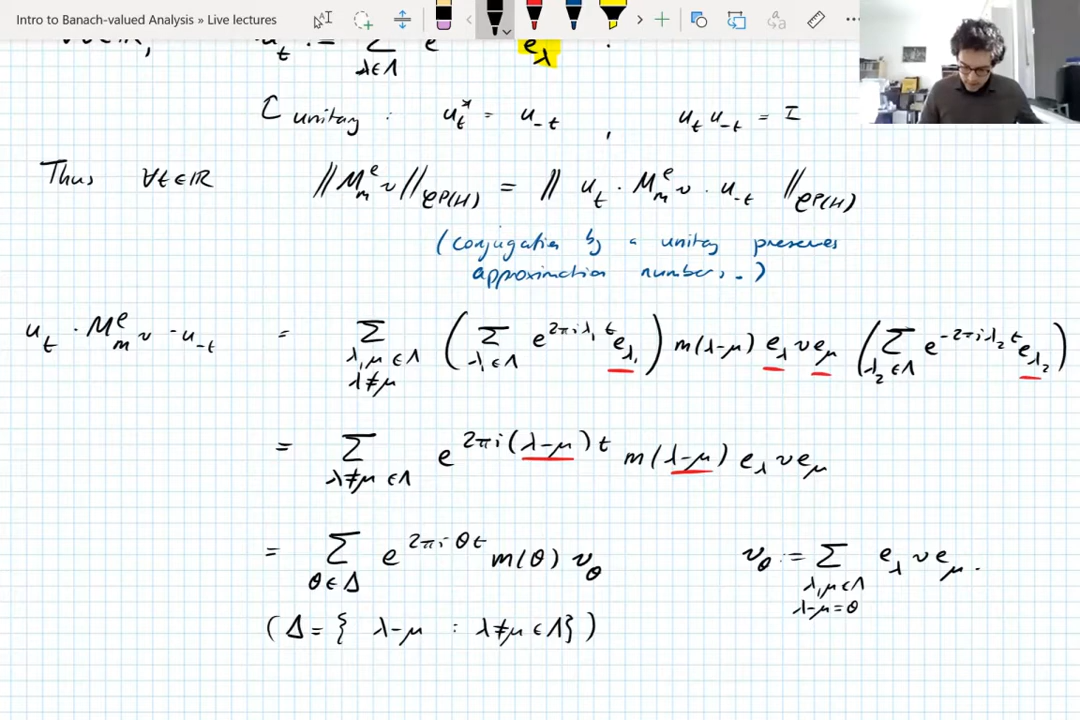 Intro to Banach-valued Analysis » Live lectures
∀t∈ℝ, u_t := Σ_{λ∈Λ} e e_λ .
unitary : u_t^* = u_{-t} , u_t u_{-t} = I
Thus ∀t∈ℝ ‖M_m^e v‖_{𝒞^p(H)} = ‖ u_t · M_m^e v · u_{-t} ‖_{𝒞^p(H)}
(conjugation by a unitary preserves
approximation numbers.)
u_t · M_m^e v · u_{-t} = Σ_{λ,μ∈Λ λ≠μ} ( Σ_{λ_1∈Λ} e^{2πiλ_1 t} e_{λ_1} ) m(λ-μ) e_λ v e_μ ( Σ_{λ_2∈Λ} e^{-2πiλ_2 t} e_{λ_2} )
= Σ_{λ≠μ∈Λ} e^{2πi(λ-μ)t} m(λ-μ) e_λ v e_μ
= Σ_{θ∈Δ} e^{2πiθt} m(θ) v_θ v_θ := Σ_{λ,μ∈Λ λ-μ=θ} e_λ v e_μ .
(Δ = { λ-μ : λ≠μ∈Λ})